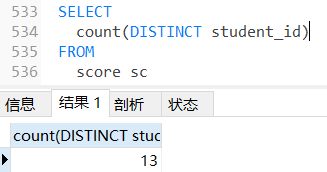 533 SELECT
534 count(DISTINCT student_id)
535 FROM
536 score sc
信息 结果 1 剖析 状态
count(DISTINCT stuc
13